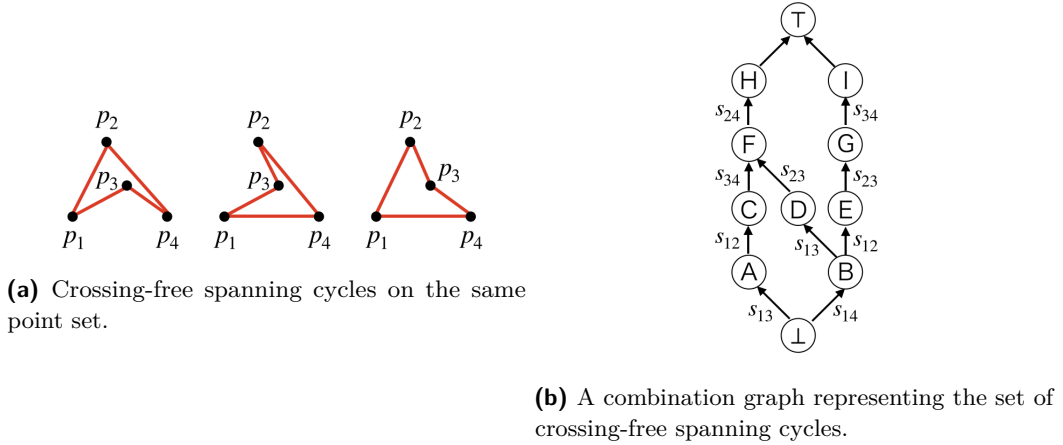 p2 p2 p2
p3 p3 p3
p1 p4 p1 p4 p1 p4
(a) Crossing-free spanning cycles on the same
point set.
⊤
H I
s24 s34
F G
s34 s23 s23
C D E
s12 s13 s12
A B
s13 s14
⊥
(b) A combination graph representing the set of
crossing-free spanning cycles.